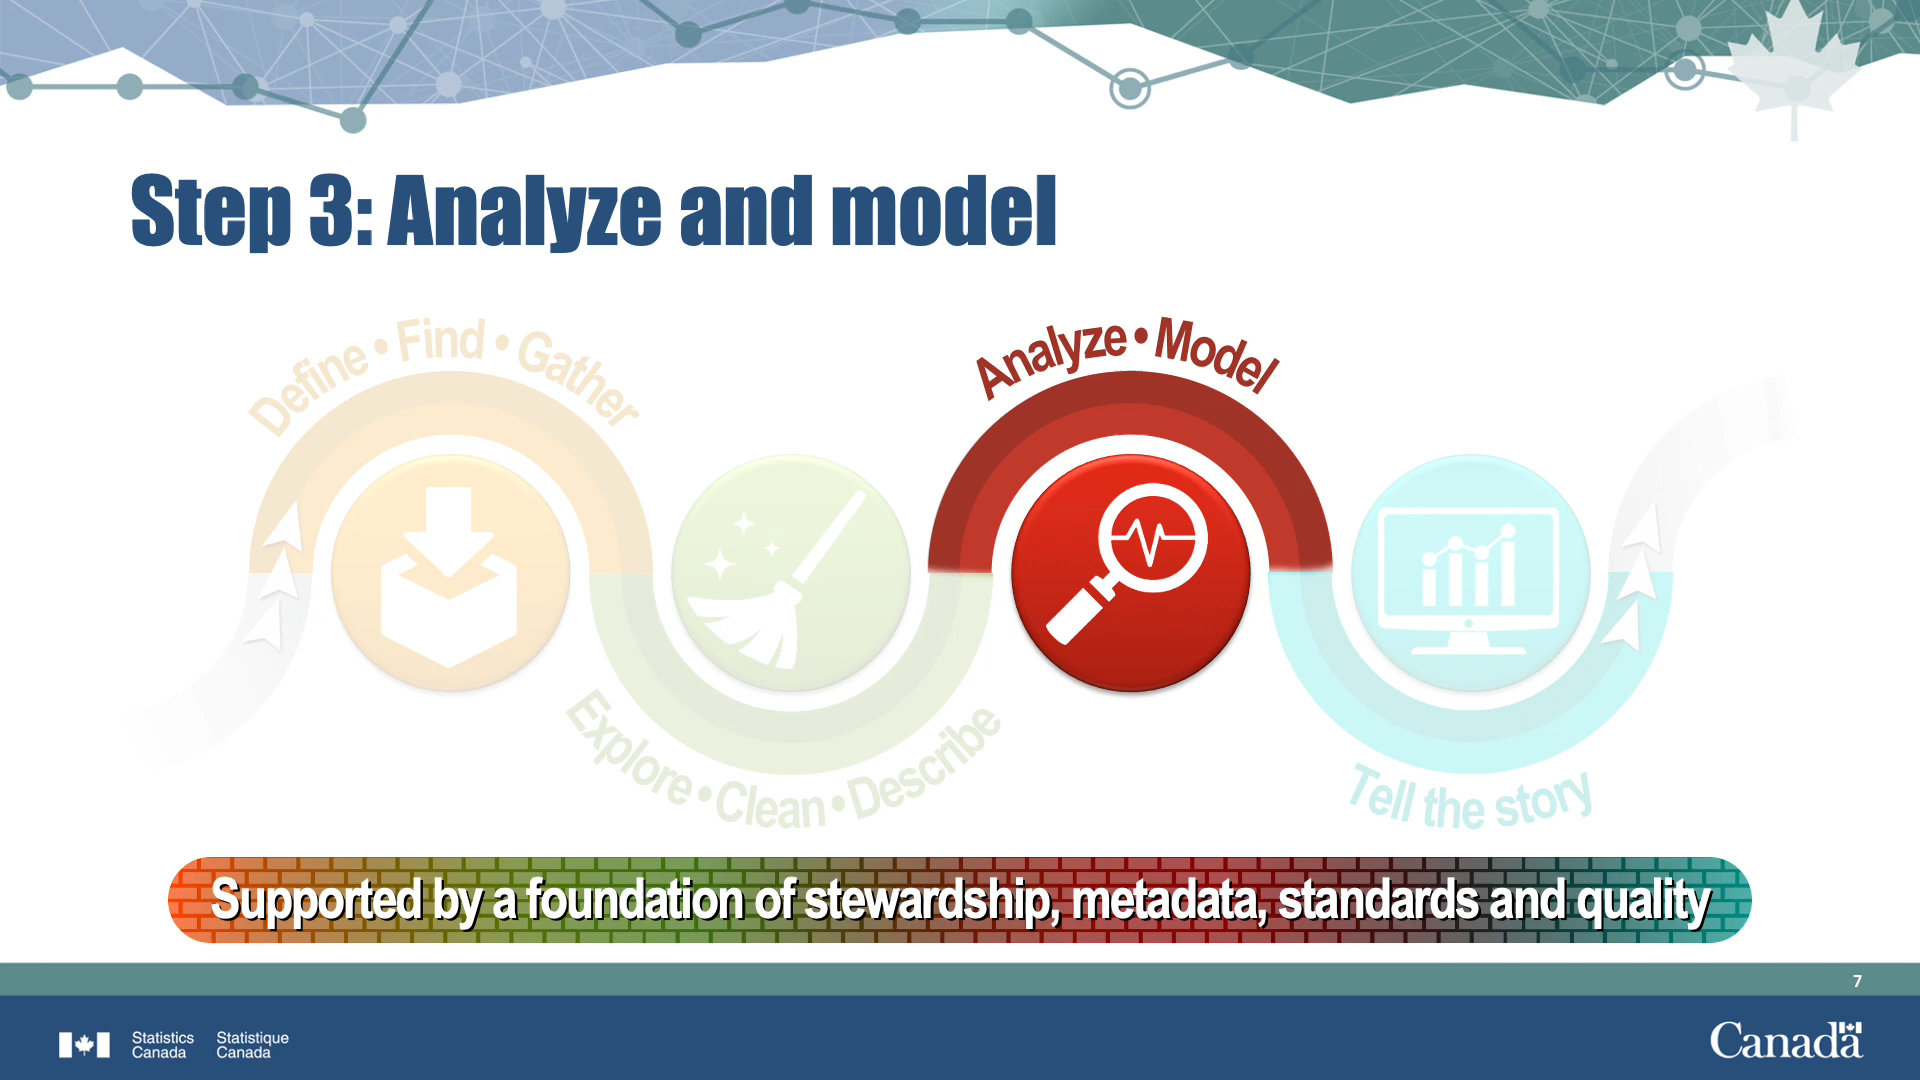 Step 3: Analyze and model
Define • Find • Gather
Analyze • Model
Explore • Clean • Describe
Tell the story
Supported by a foundation of stewardship, metadata, standards and quality
7
Statistics
Canada
Statistique
Canada
Canada